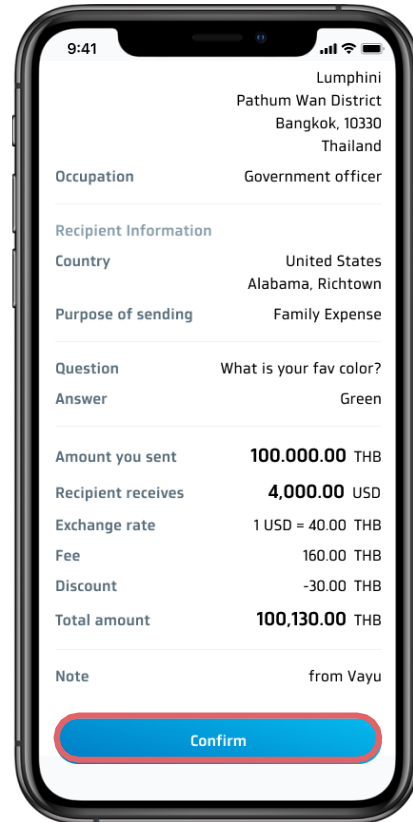 9:41
Lumphini
Pathum Wan District
Bangkok, 10330
Thailand
Occupation Government officer
Recipient Information
Country United States
Alabama, Richtown
Purpose of sending Family Expense
Question What is your fav color?
Answer Green
Amount you sent 100.000.00 THB
Recipient receives 4,000.00 USD
Exchange rate 1 USD = 40.00 THB
Fee 160.00 THB
Discount -30.00 THB
Total amount 100,130.00 THB
Note from Vayu
Confirm